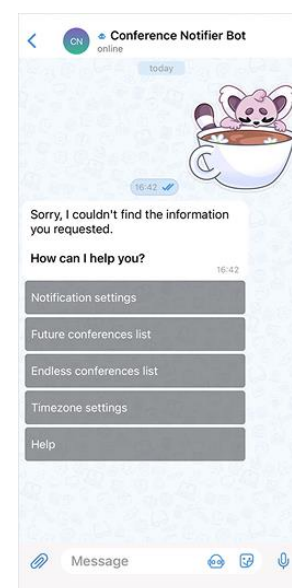 CN
Conference Notifier Bot
online
today
16:42
Sorry, I couldn't find the information
you requested.
How can I help you?
16:42
Notification settings
Future conferences list
Endless conferences list
Timezone settings
Help
Message